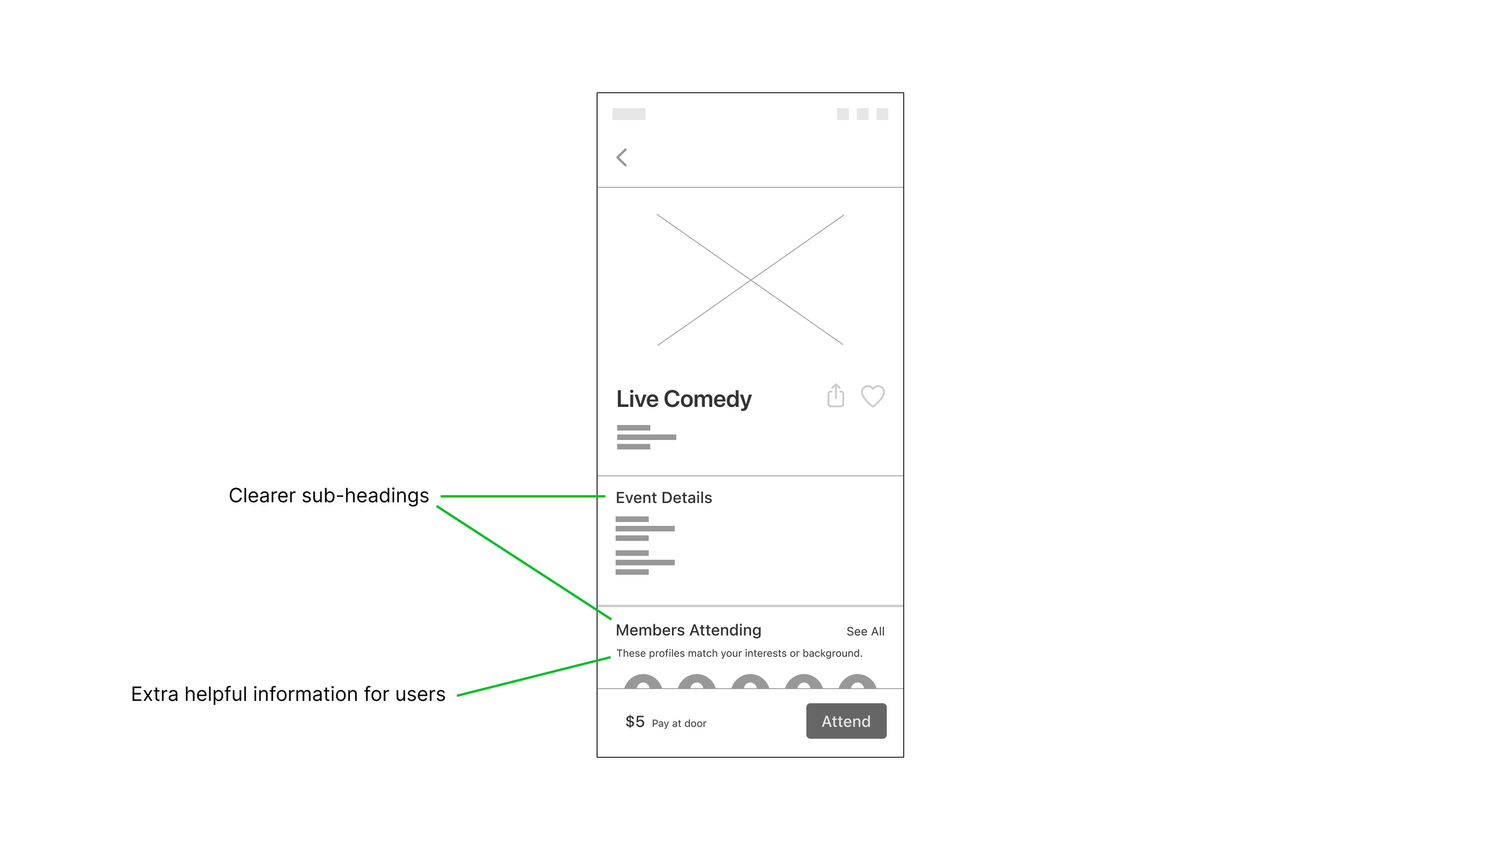 Live Comedy
Clearer sub-headings
Event Details
Members Attending
See All
These profiles match your interests or background.
Extra helpful information for users
$5 Pay at door
Attend